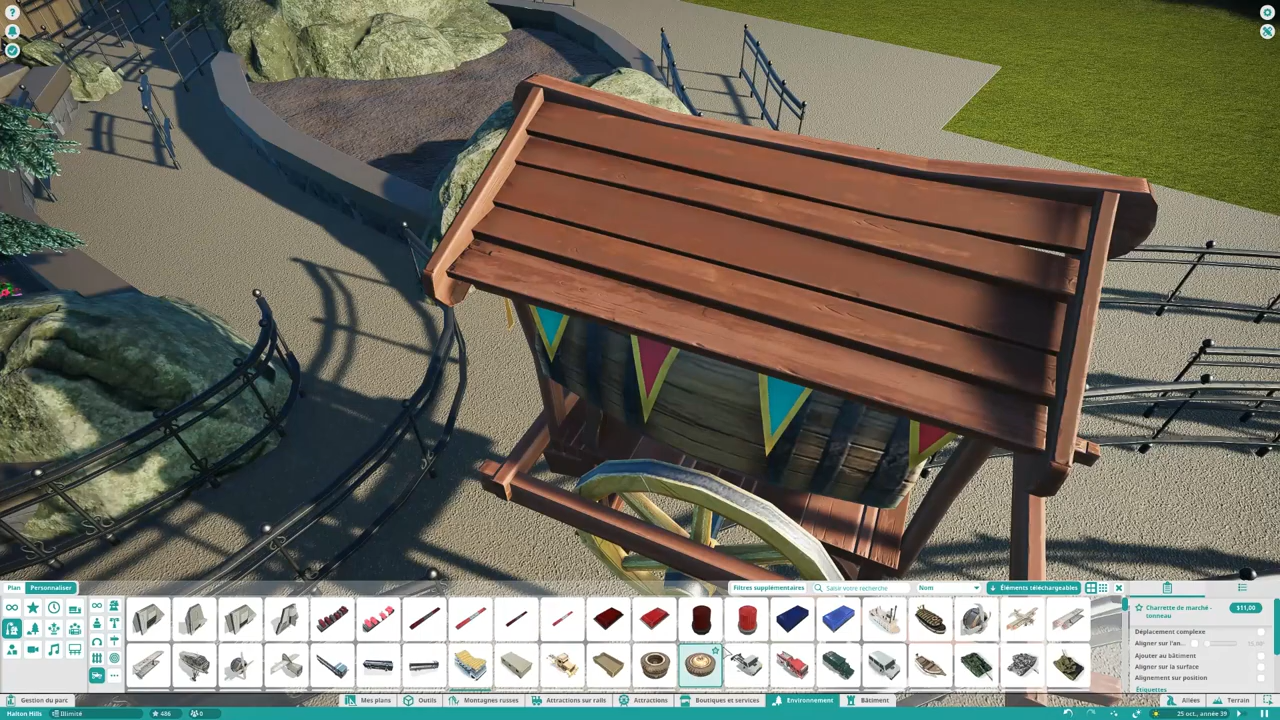 Plan
Personnaliser
Filtres supplémentaires
Saisir votre recherche
Nom
Éléments téléchargeables
Charrette de marché - tonneau
$11,00
Déplacement complexe
Aligner sur l'an...
Ajouter au bâtiment
Aligner sur la surface
Alignement sur position
Étiquettes
Gestion du parc
Mes plans
Outils
Montagnes russes
Attractions sur rails
Attractions
Boutiques et services
Environnement
Bâtiment
Allées
Terrain
Halton Hills
Illimité
486
0
25 oct., année 39